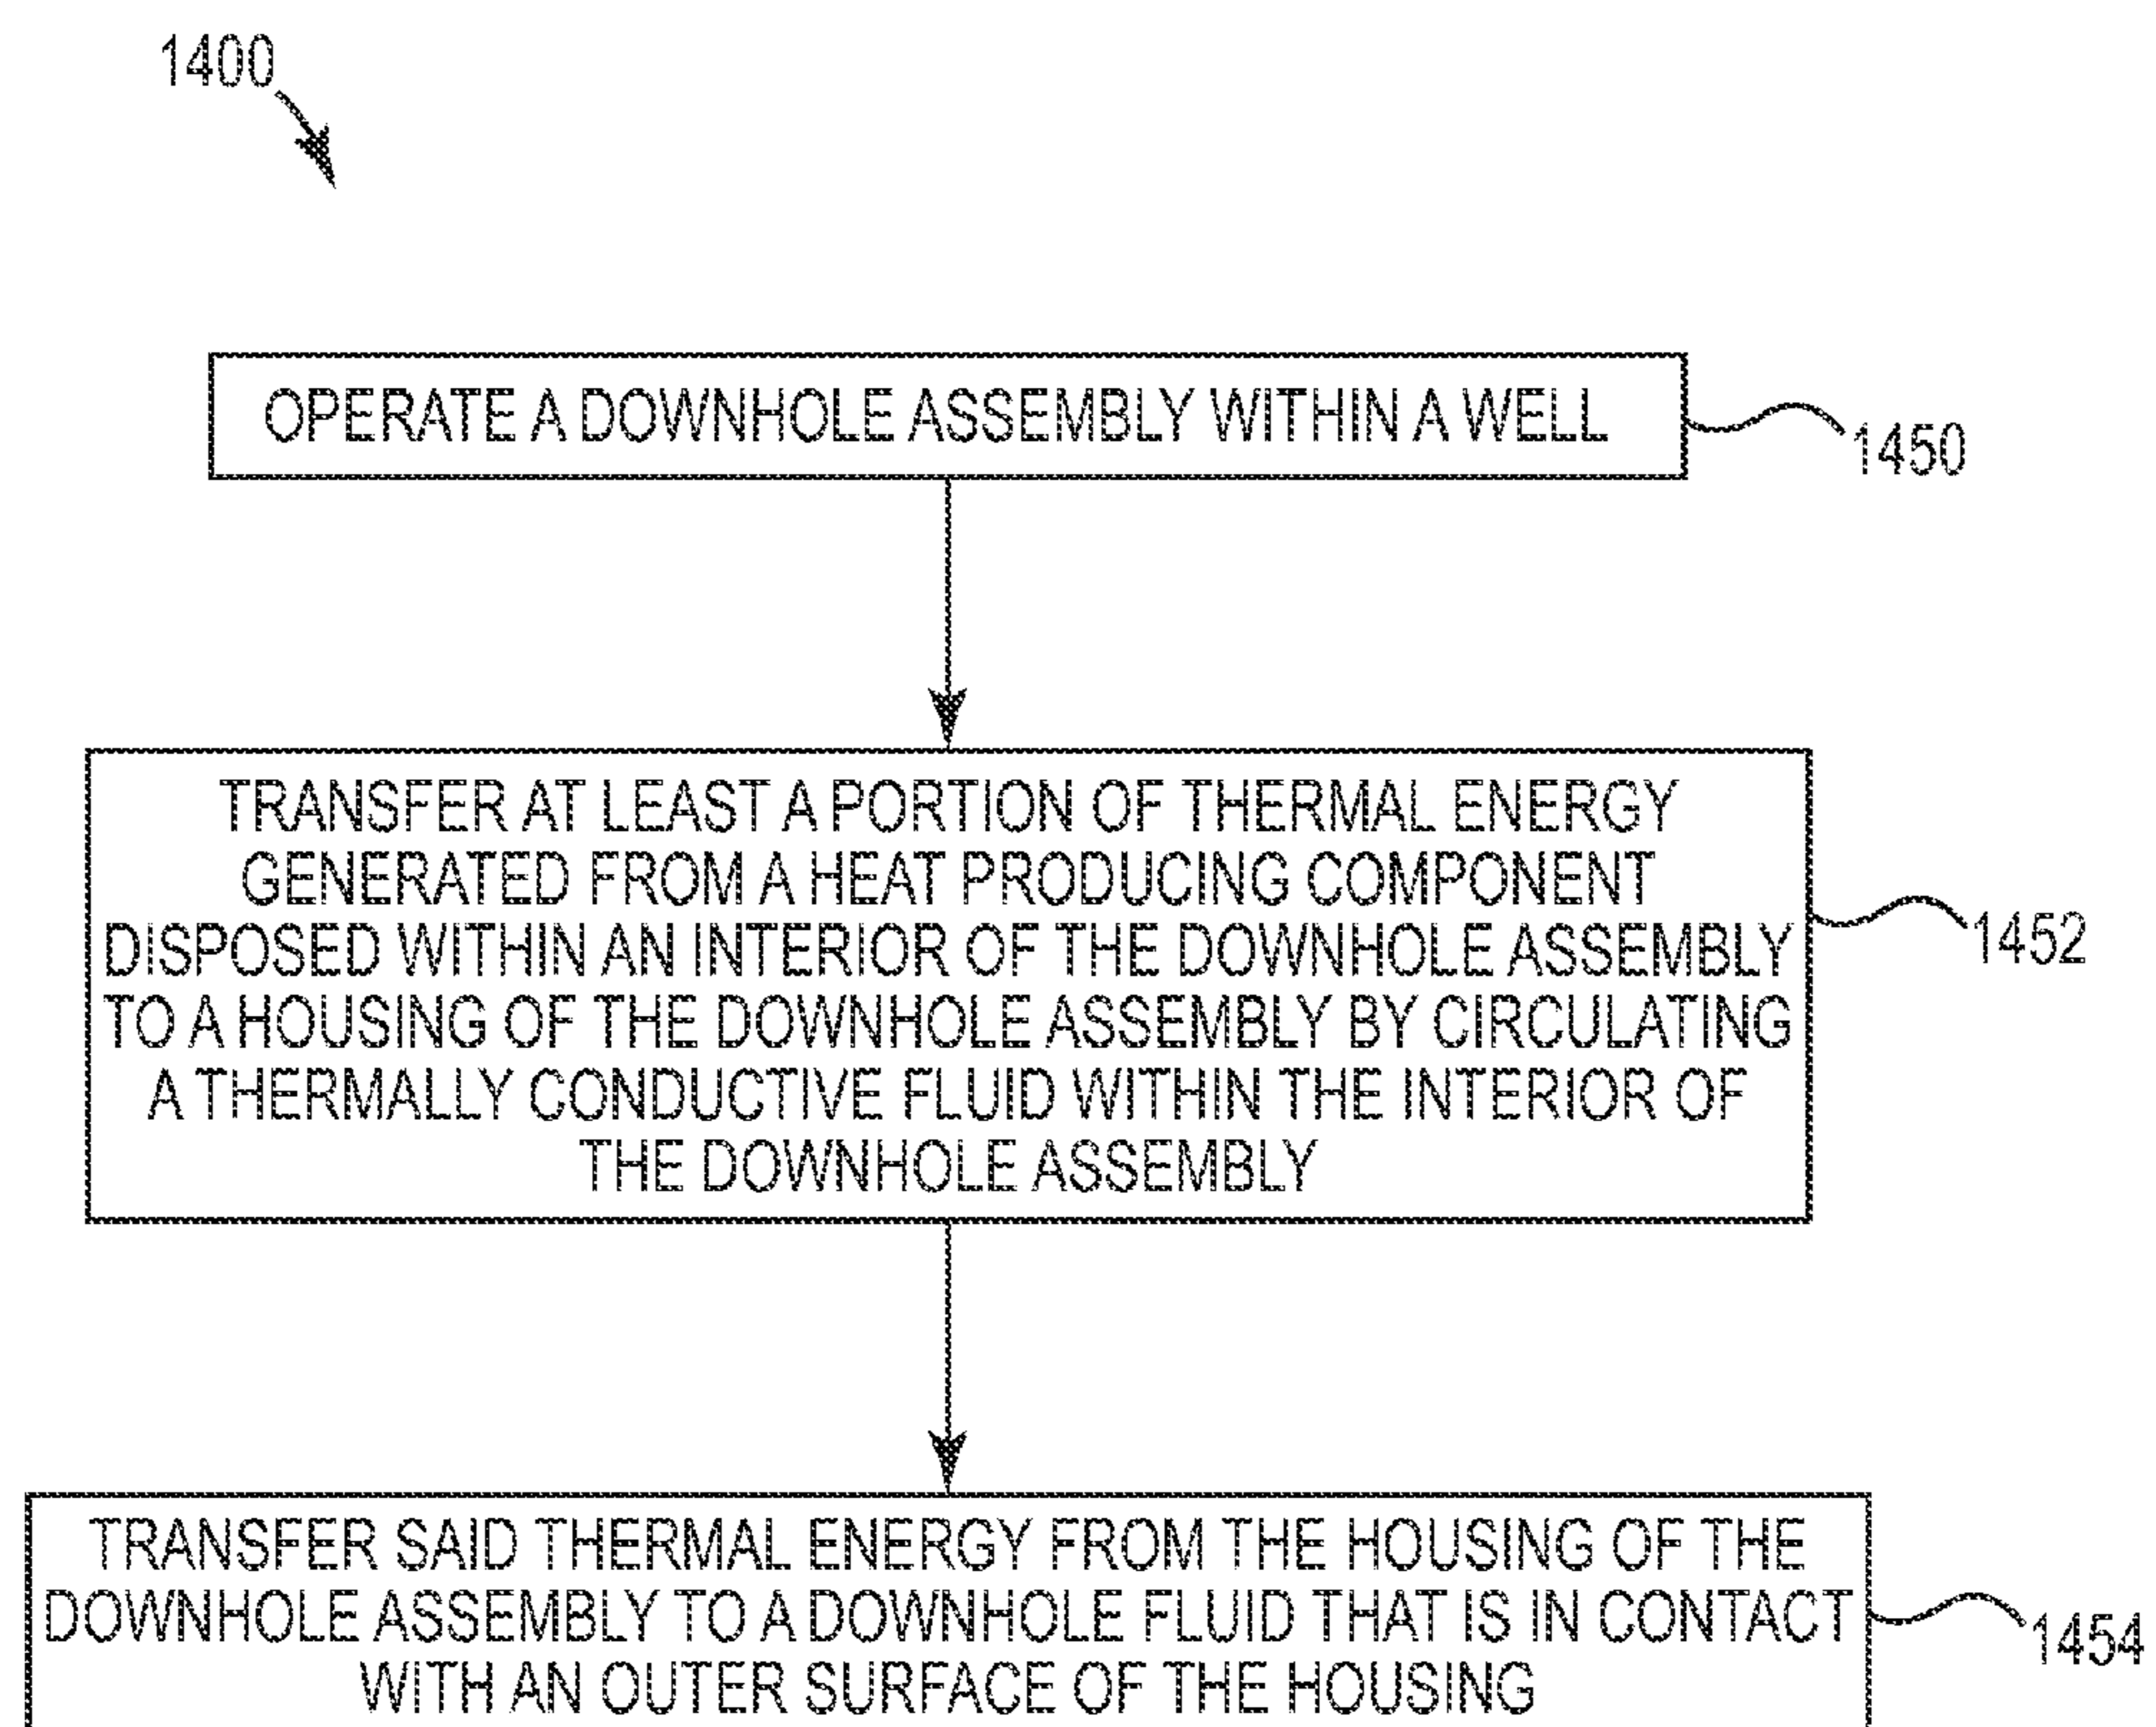 1400
OPERATE A DOWNHOLE ASSEMBLY WITHIN A WELL
1450
TRANSFER AT LEAST A PORTION OF THERMAL ENERGY
GENERATED FROM A HEAT PRODUCING COMPONENT
DISPOSED WITHIN AN INTERIOR OF THE DOWNHOLE ASSEMBLY
TO A HOUSING OF THE DOWNHOLE ASSEMBLY BY CIRCULATING
A THERMALLY CONDUCTIVE FLUID WITHIN THE INTERIOR OF
THE DOWNHOLE ASSEMBLY
1452
TRANSFER SAID THERMAL ENERGY FROM THE HOUSING OF THE
DOWNHOLE ASSEMBLY TO A DOWNHOLE FLUID THAT IS IN CONTACT
WITH AN OUTER SURFACE OF THE HOUSING
1454